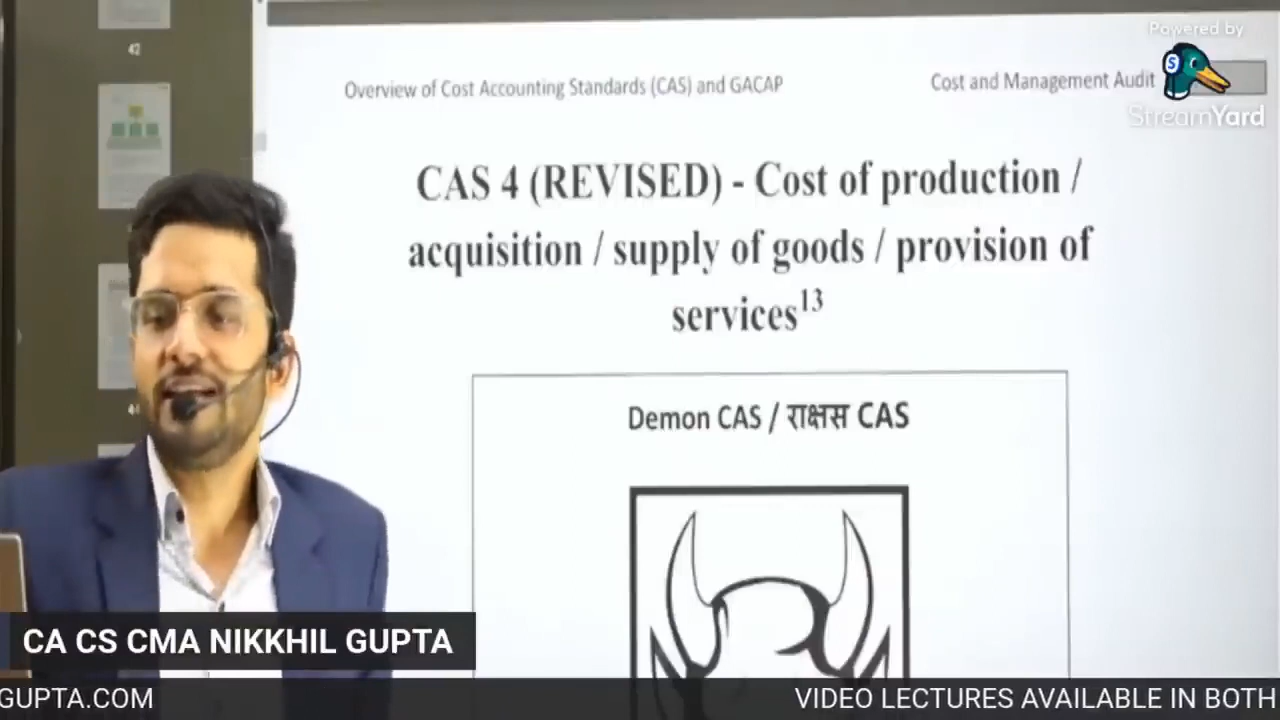 Powered by
StreamYard
42
Overview of Cost Accounting Standards (CAS) and GACAP
Cost and Management Audit
CAS 4 (REVISED) - Cost of production /
acquisition / supply of goods / provision of
services13
Demon CAS / राक्षस CAS
CA CS CMA NIKKHIL GUPTA
GUPTA.COM
VIDEO LECTURES AVAILABLE IN BOTH